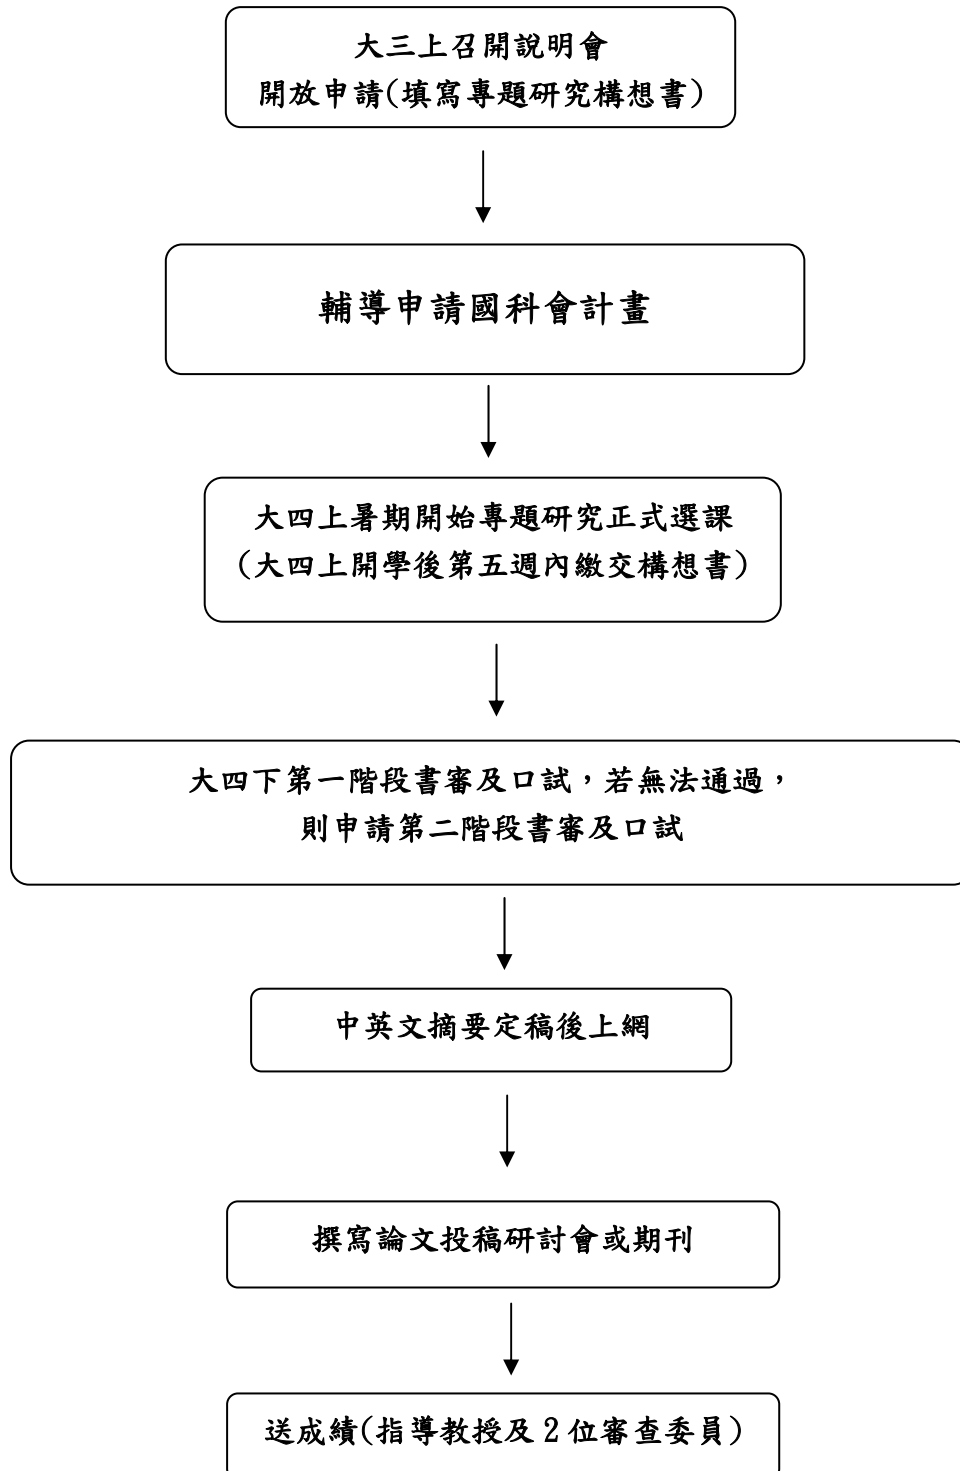 大三上召開說明會
開放申請(填寫專題研究構想書)
輔導申請國科會計畫
大四上暑期開始專題研究正式選課
(大四上開學後第五週內繳交構想書)
大四下第一階段書審及口試，若無法通過，
則申請第二階段書審及口試
中英文摘要定稿後上網
撰寫論文投稿研討會或期刊
送成績(指導教授及 2 位審查委員)